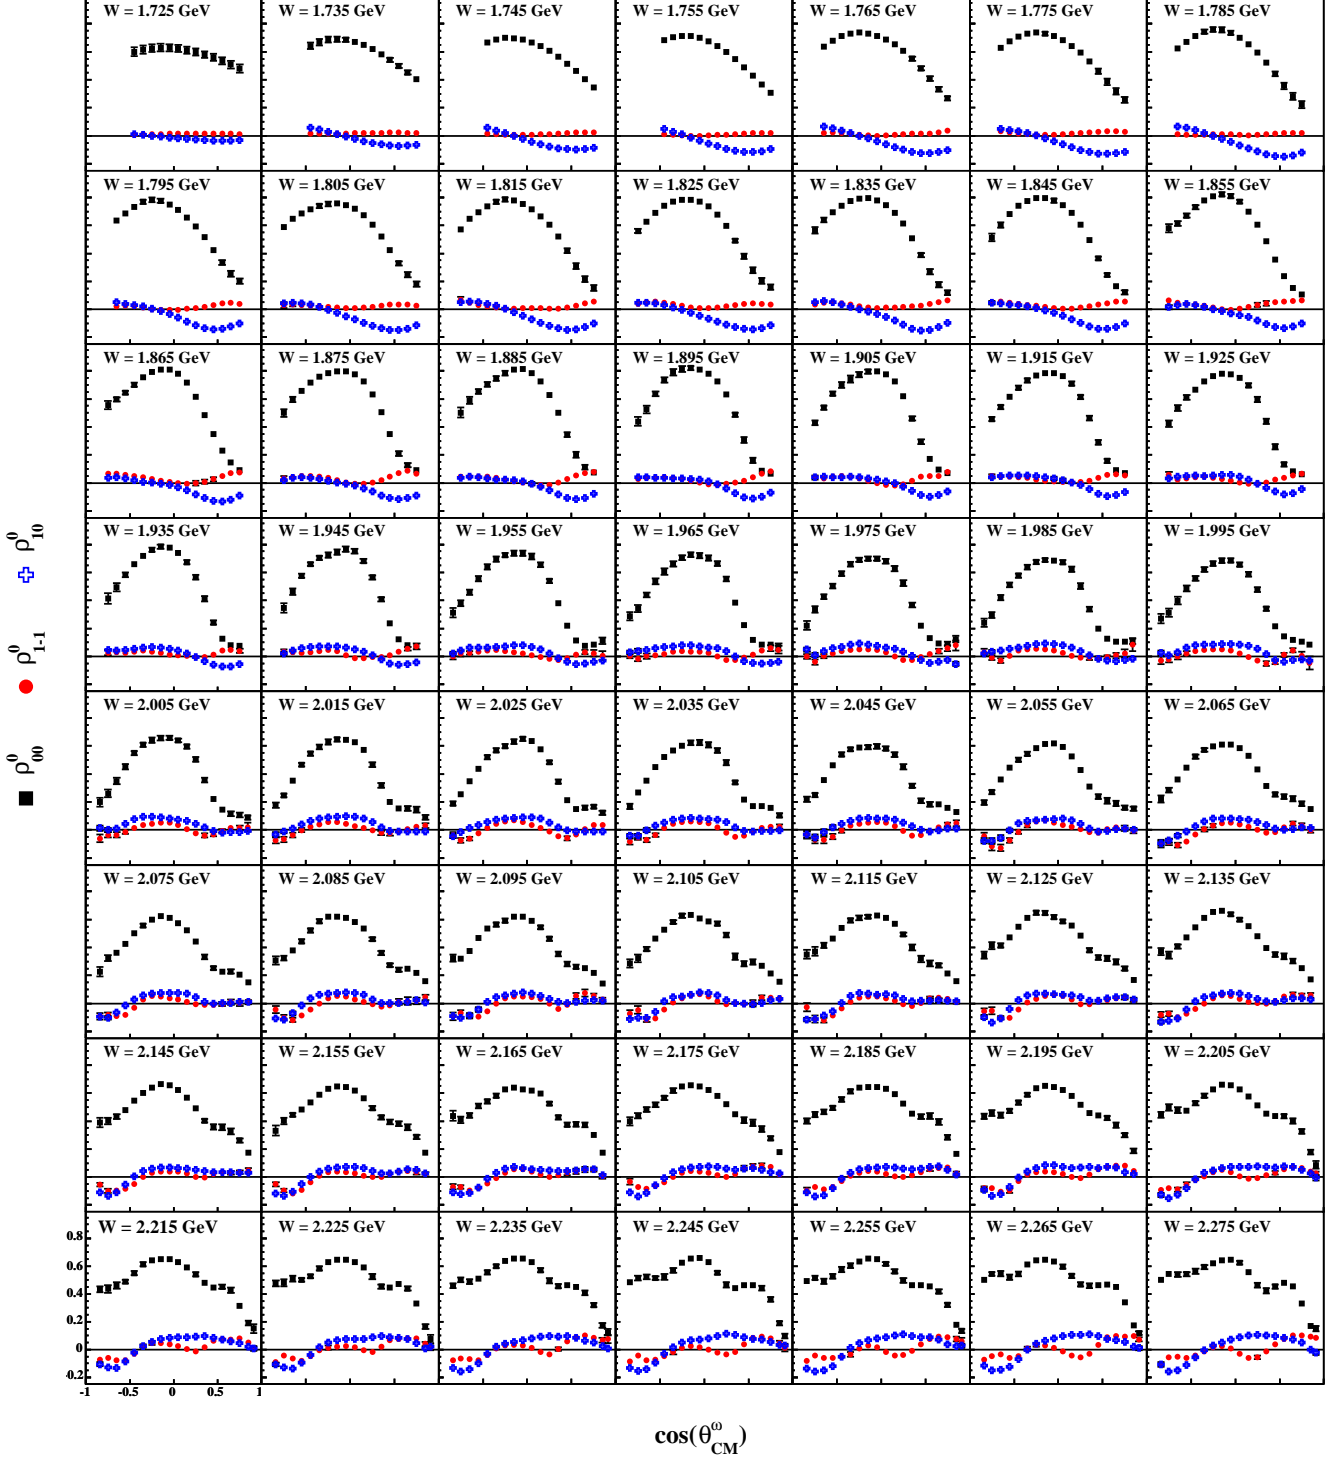 W = 1.725 GeV W = 1.735 GeV W = 1.745 GeV W = 1.755 GeV W = 1.765 GeV W = 1.775 GeV W = 1.785 GeV
W = 1.795 GeV W = 1.805 GeV W = 1.815 GeV W = 1.825 GeV W = 1.835 GeV W = 1.845 GeV W = 1.855 GeV
W = 1.865 GeV W = 1.875 GeV W = 1.885 GeV W = 1.895 GeV W = 1.905 GeV W = 1.915 GeV W = 1.925 GeV
W = 1.935 GeV W = 1.945 GeV W = 1.955 GeV W = 1.965 GeV W = 1.975 GeV W = 1.985 GeV W = 1.995 GeV
W = 2.005 GeV W = 2.015 GeV W = 2.025 GeV W = 2.035 GeV W = 2.045 GeV W = 2.055 GeV W = 2.065 GeV
W = 2.075 GeV W = 2.085 GeV W = 2.095 GeV W = 2.105 GeV W = 2.115 GeV W = 2.125 GeV W = 2.135 GeV
W = 2.145 GeV W = 2.155 GeV W = 2.165 GeV W = 2.175 GeV W = 2.185 GeV W = 2.195 GeV W = 2.205 GeV
W = 2.215 GeV W = 2.225 GeV W = 2.235 GeV W = 2.245 GeV W = 2.255 GeV W = 2.265 GeV W = 2.275 GeV
0.8
0.6
0.4
0.2
0
-0.2
-1 -0.5 0 0.5 1
ρ⁰₀₀ ρ⁰₁₋₁ ρ⁰₁₀
cos(θ^ω_CM)